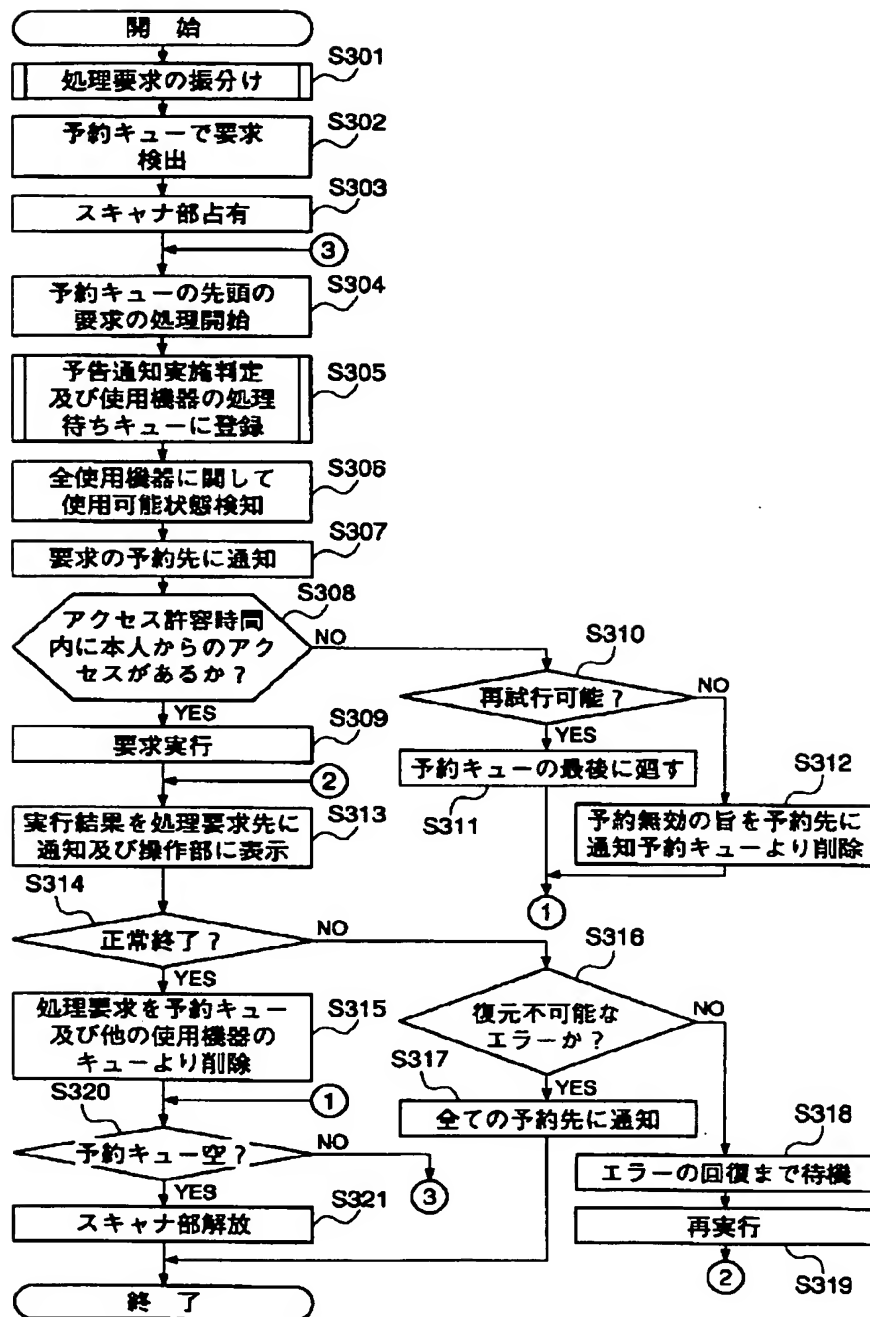 開 始
S301
処理要求の振分け
S302
予約キューで要求
検出
S303
スキャナ部占有
③
S304
予約キューの先頭の
要求の処理開始
S305
予告通知実施判定
及び使用機器の処理
待ちキューに登録
S306
全使用機器に関して
使用可能状態検知
S307
要求の予約先に通知
S308
アクセス許容時間
内に本人からのアク
セスがあるか？
NO
YES
S310
再試行可能？
NO
YES
S309
要求実行
②
予約キューの最後に廻す
S311
S312
予約無効の旨を予約先に
通知予約キューより削除
①
S313
実行結果を処理要求先に
通知及び操作部に表示
S314
正常終了？
NO
YES
S316
復元不可能な
エラーか？
NO
YES
S315
処理要求を予約キュー
及び他の使用機器の
キューより削除
①
S317
全ての予約先に通知
S320
予約キュー空？
NO
③
YES
S318
エラーの回復まで待機
再実行
S319
②
スキャナ部解放
S321
終 了